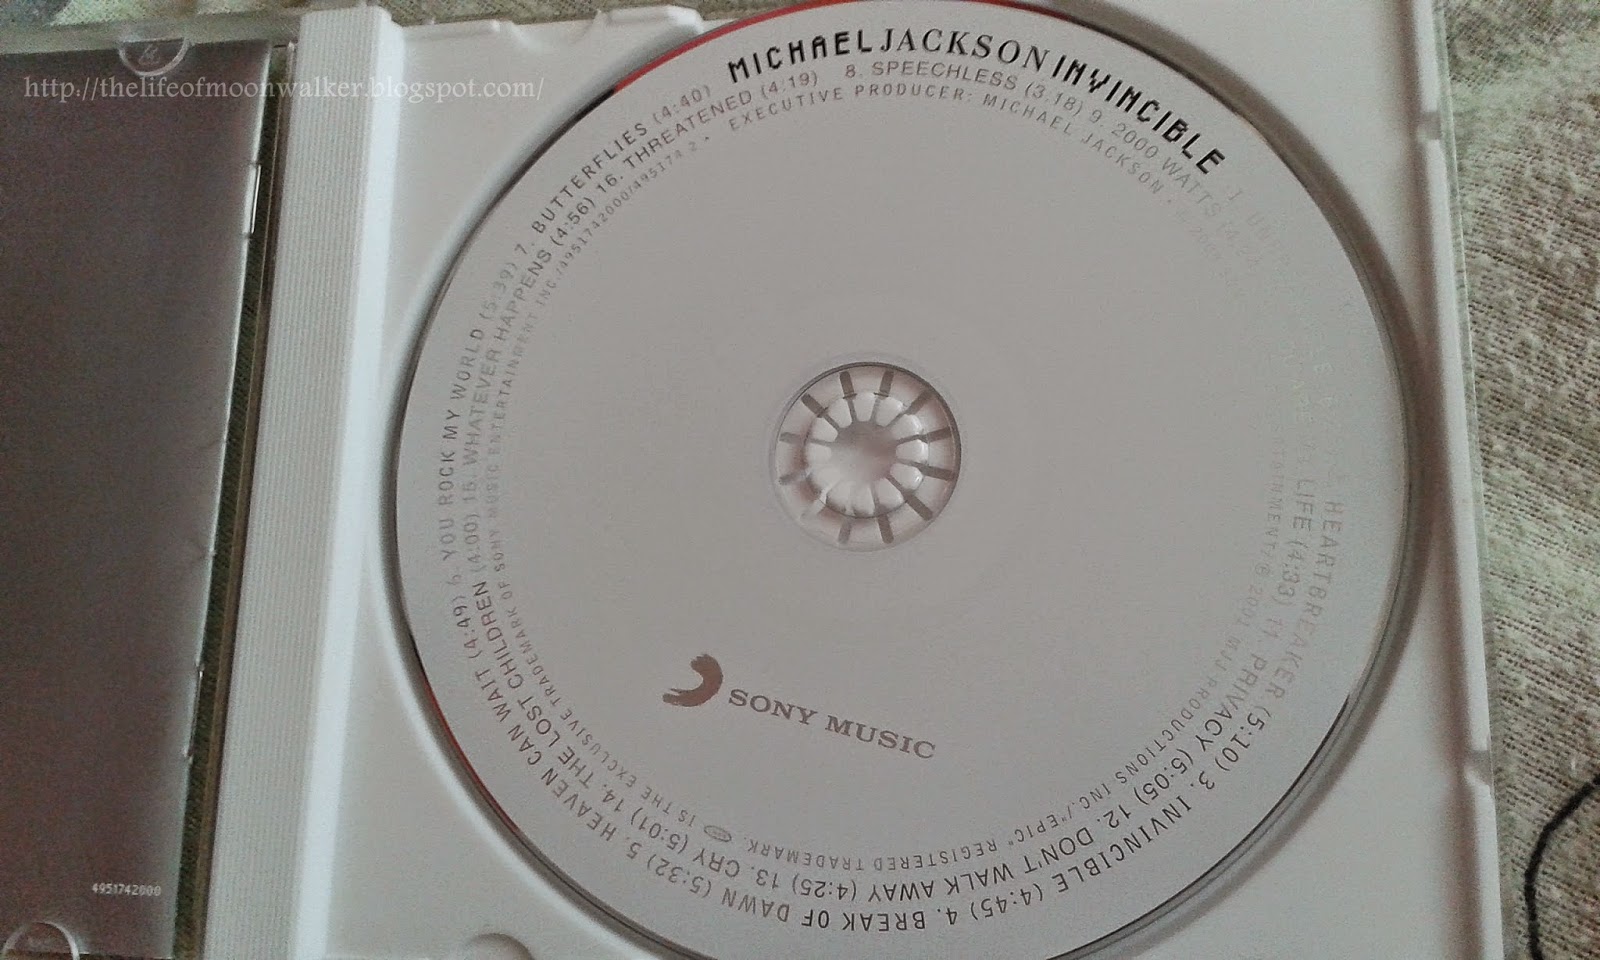 http://thelifeofmoonwalker.blogspot.com/
MICHAEL JACKSON INVINCIBLE
HEARTBREAKER (5:10) 3. INVINCIBLE (4:45) 4. BREAK OF DAWN (5:32) 5. HEAVEN CAN WAIT (4:49) 6. YOU ROCK MY WORLD (5:39) 7. BUTTERFLIES (4:40)
8. SPEECHLESS (3:18) 9. 2000 WATTS
LIFE (4:33) 11. PRIVACY (5:05) 12. DON'T WALK AWAY (4:25) 13. CRY (5:01) 14. THE LOST CHILDREN (4:00) 15. WHATEVER HAPPENS (4:56) 16. THREATENED (4:19)
EXECUTIVE PRODUCER: MICHAEL JACKSON •
® 2001 MJJ PRODUCTIONS INC./"EPIC" REGISTERED TRADEMARK. IS THE EXCLUSIVE TRADEMARK OF SONY MUSIC ENTERTAINMENT INC./4951742000/495174 2 •
SONY MUSIC
4951742000